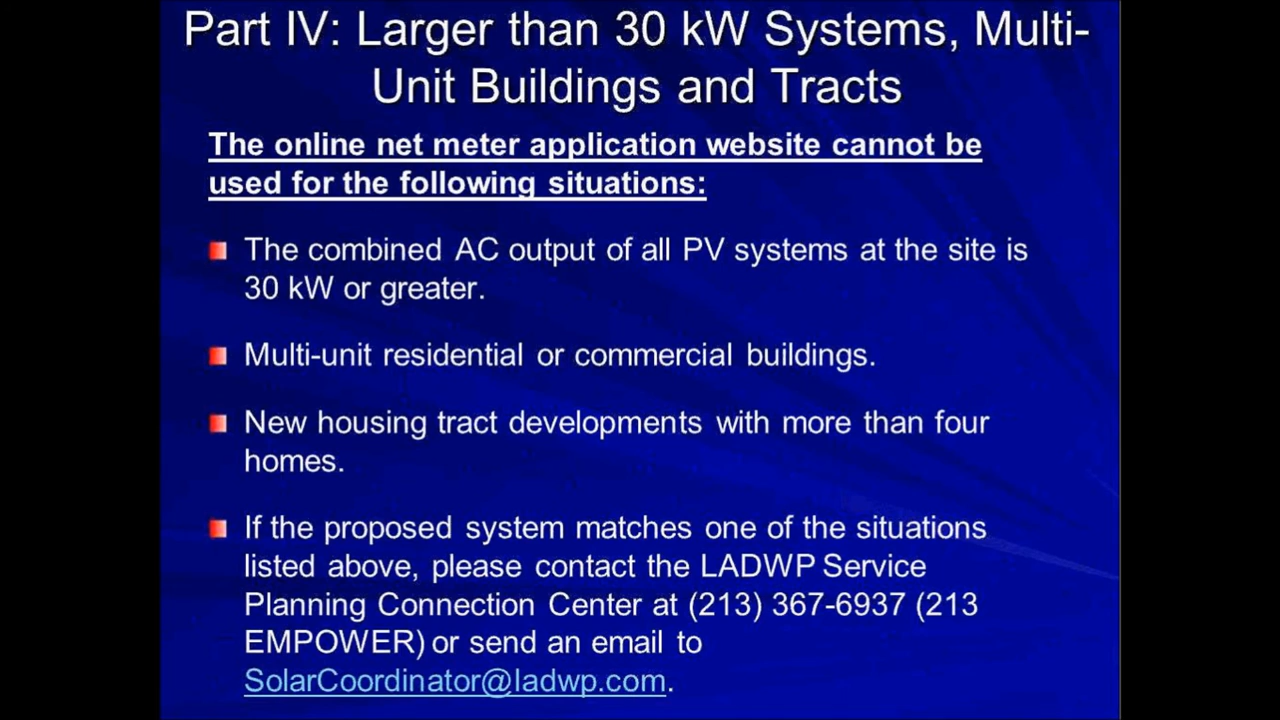 Part IV: Larger than 30 kW Systems, Multi-
Unit Buildings and Tracts
The online net meter application website cannot be
used for the following situations:
The combined AC output of all PV systems at the site is
30 kW or greater.
Multi-unit residential or commercial buildings.
New housing tract developments with more than four
homes.
If the proposed system matches one of the situations
listed above, please contact the LADWP Service
Planning Connection Center at (213) 367-6937 (213
EMPOWER) or send an email to
SolarCoordinator@ladwp.com.